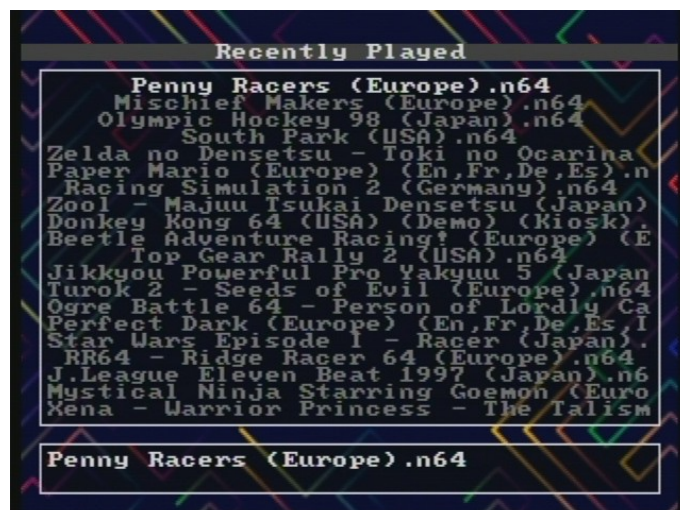 Recently Played
Penny Racers (Europe).n64
Mischief Makers (Europe).n64
Olympic Hockey 98 (Japan).n64
South Park (USA).n64
Zelda no Densetsu - Toki no Ocarina
Paper Mario (Europe) (En,Fr,De,Es).n
Racing Simulation 2 (Germany).n64
Zool - Majuu Tsukai Densetsu (Japan)
Donkey Kong 64 (USA) (Demo) (Kiosk).
Beetle Adventure Racing! (Europe) (E
Top Gear Rally 2 (USA).n64
Jikkyou Powerful Pro Yakyuu 5 (Japan
Turok 2 - Seeds of Evil (Europe).n64
Ogre Battle 64 - Person of Lordly Ca
Perfect Dark (Europe) (En,Fr,De,Es,I
Star Wars Episode I - Racer (Japan).
RR64 - Ridge Racer 64 (Europe).n64
J.League Eleven Beat 1997 (Japan).n6
Mystical Ninja Starring Goemon (Euro
Xena - Warrior Princess - The Talism
Penny Racers (Europe).n64